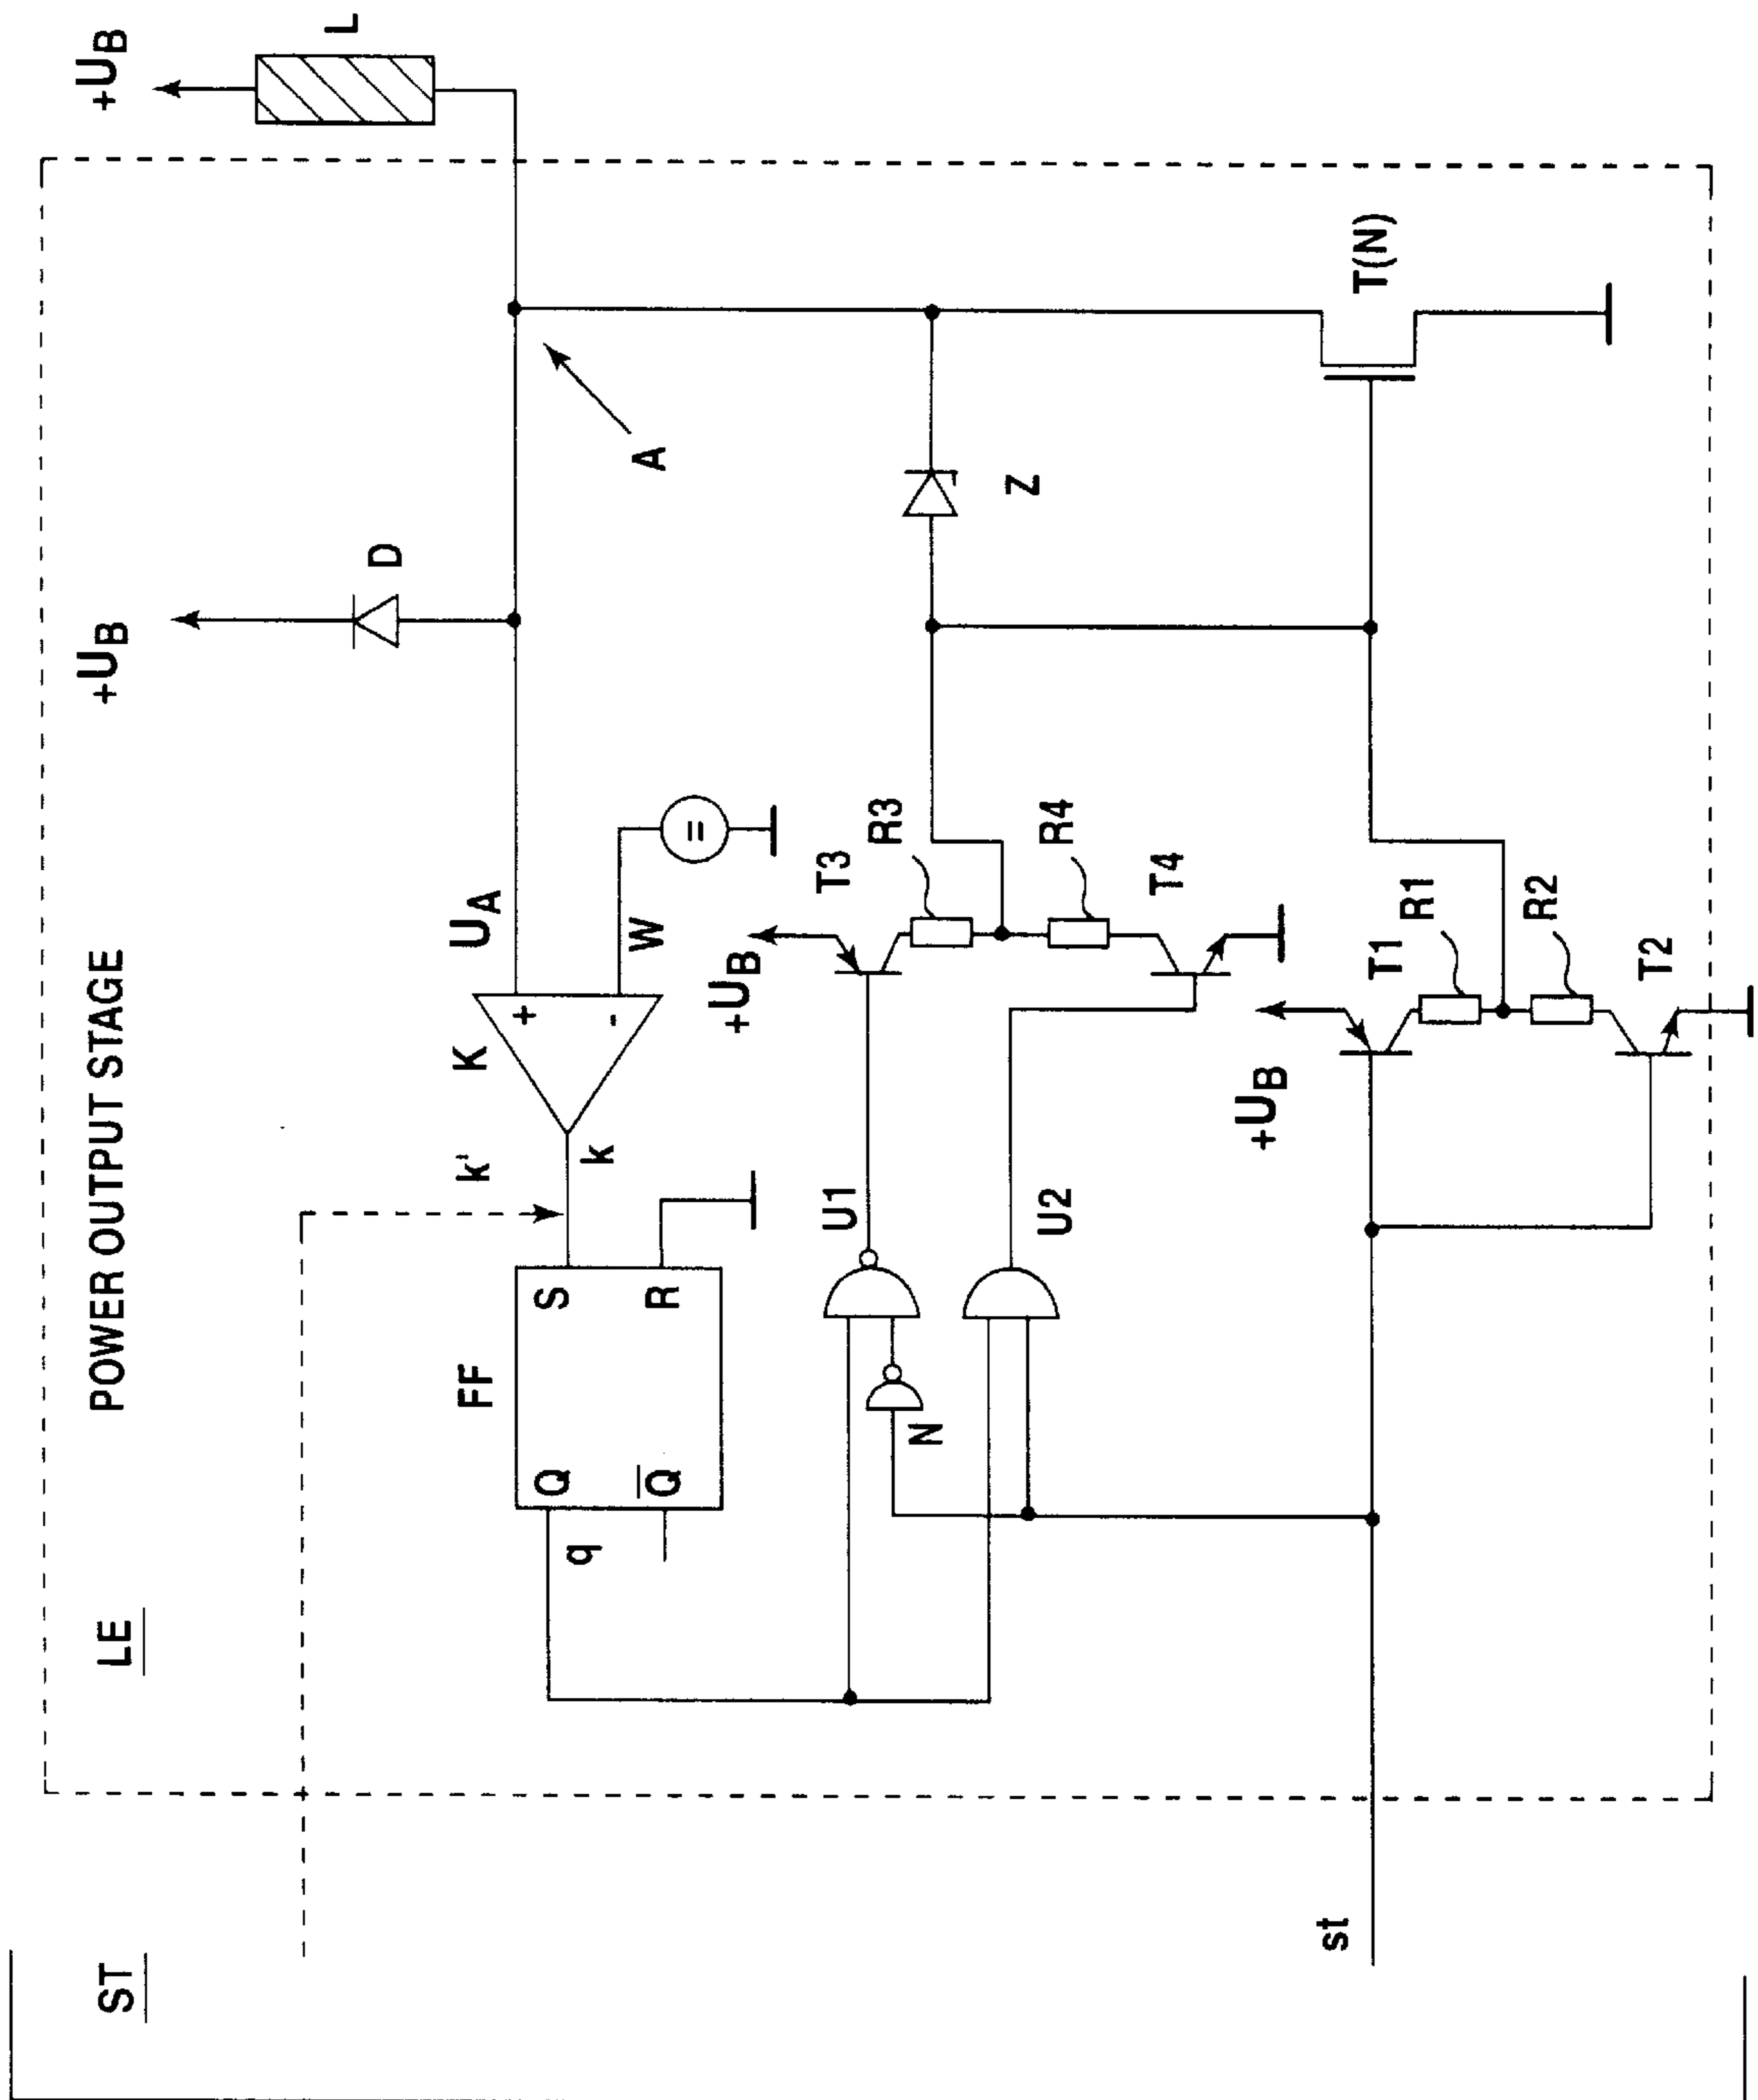 ST
LE
POWER OUTPUT STAGE
+UB
+UB
L
D
k'
K
UA
k
+
-
W
=
A
FF
Q
S
q
Q
R
U1
N
U2
+UB
T3
R3
R4
T4
Z
T(N)
st
+UB
T1
R1
R2
T2